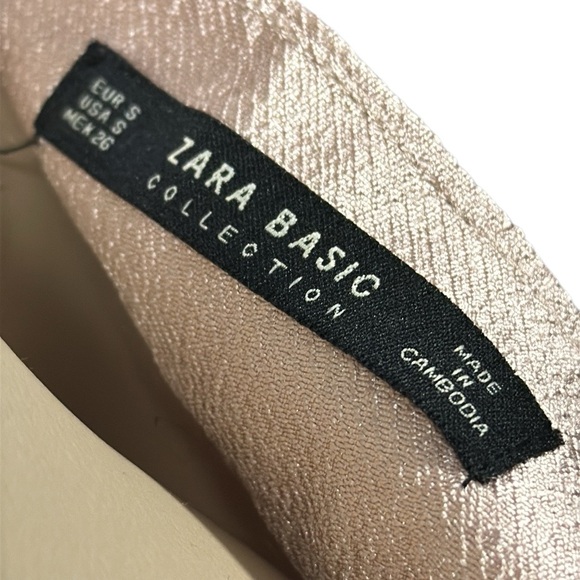 EUR S
USA S
MEX 26
ZARA BASIC
COLLECTION
MADE
IN
CAMBODIA